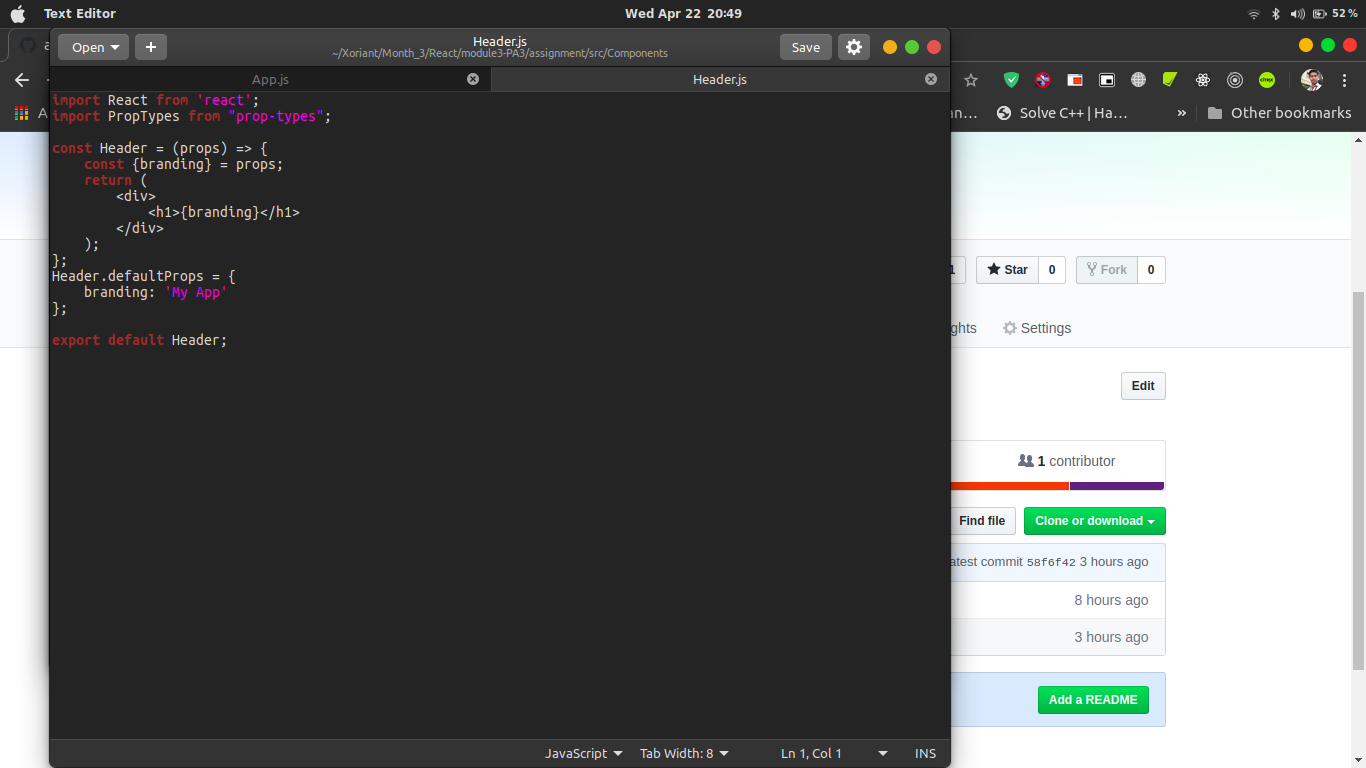 Text Editor
Wed Apr 22 20:49
52 %
Open
Header.js
~/Xoriant/Month_3/React/module3-PA3/assignment/src/Components
Save
App.js
Header.js
import React from 'react';
import PropTypes from "prop-types";
const Header = (props) => {
const {branding} = props;
return (
<div>
<h1>{branding}</h1>
</div>
);
};
Header.defaultProps = {
branding: 'My App'
};
export default Header;
JavaScript
Tab Width: 8
Ln 1, Col 1
INS
an…
Solve C++ | Ha…
»
Other bookmarks
1
Star
0
Fork
0
ghts
Settings
Edit
1 contributor
Find file
Clone or download
atest commit 58f6f42 3 hours ago
8 hours ago
3 hours ago
Add a README